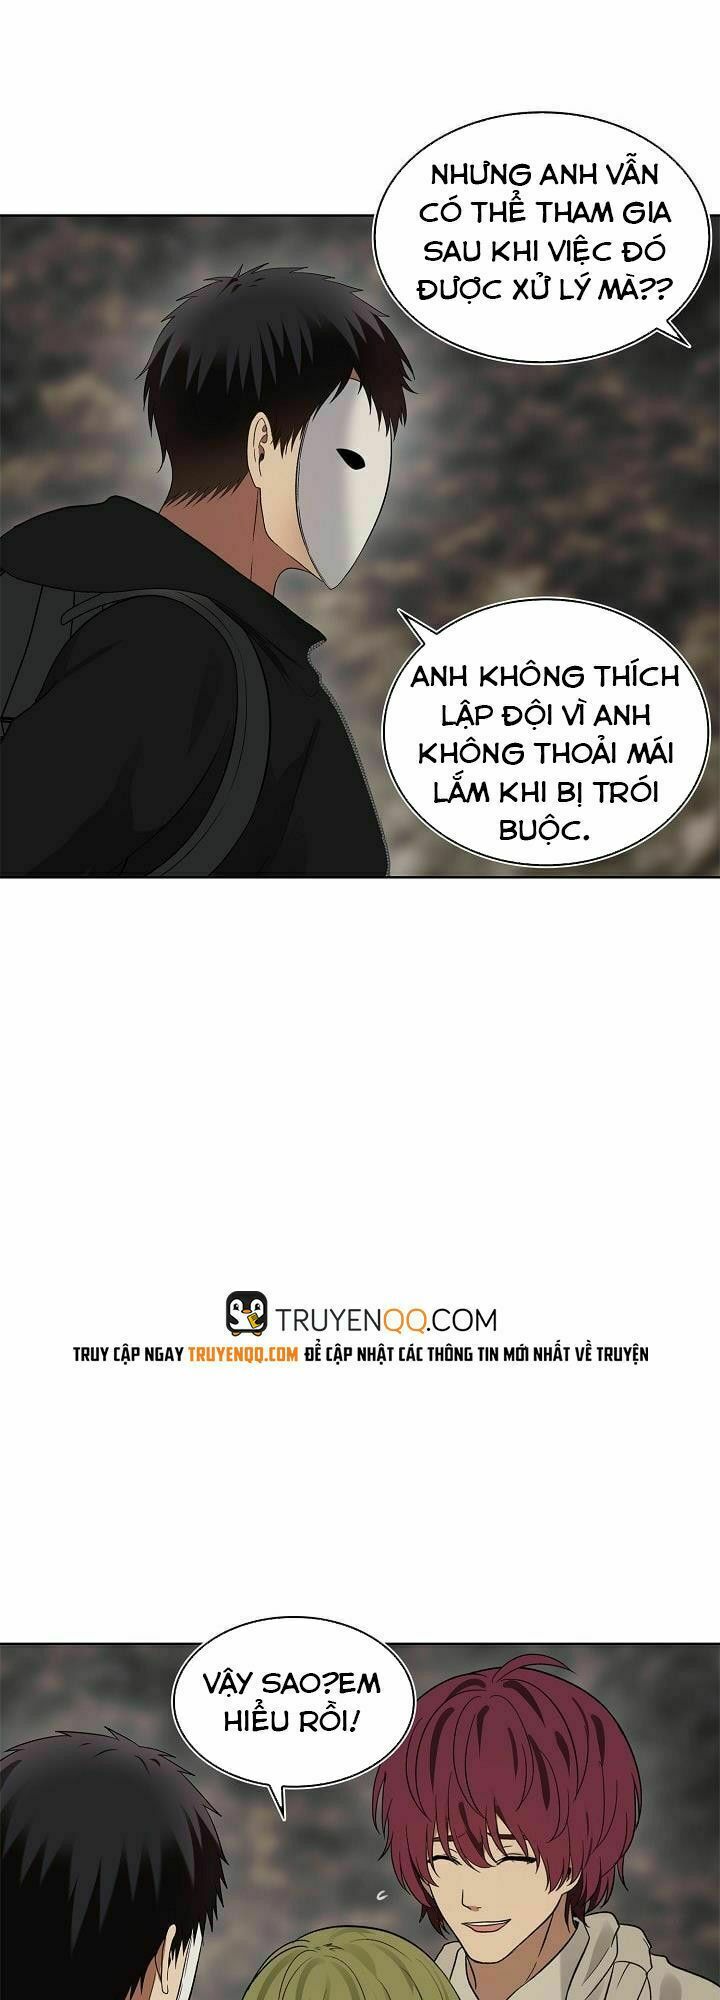 NHƯNG ANH VẪN
CÓ THỂ THAM GIA
SAU KHI VIỆC ĐÓ
ĐƯỢC XỬ LÝ MÀ??
ANH KHÔNG THÍCH
LẬP ĐỘI VÌ ANH
KHÔNG THOẢI MÁI
LẮM KHI BỊ TRÓI
BUỘC.
TRUYENQQ.COM
TRUY CẬP NGAY TRUYENQQ.COM ĐỂ CẬP NHẬT CÁC THÔNG TIN MỚI NHẤT VỀ TRUYỆN
VẬY SAO?EM
HIỂU RỒI!